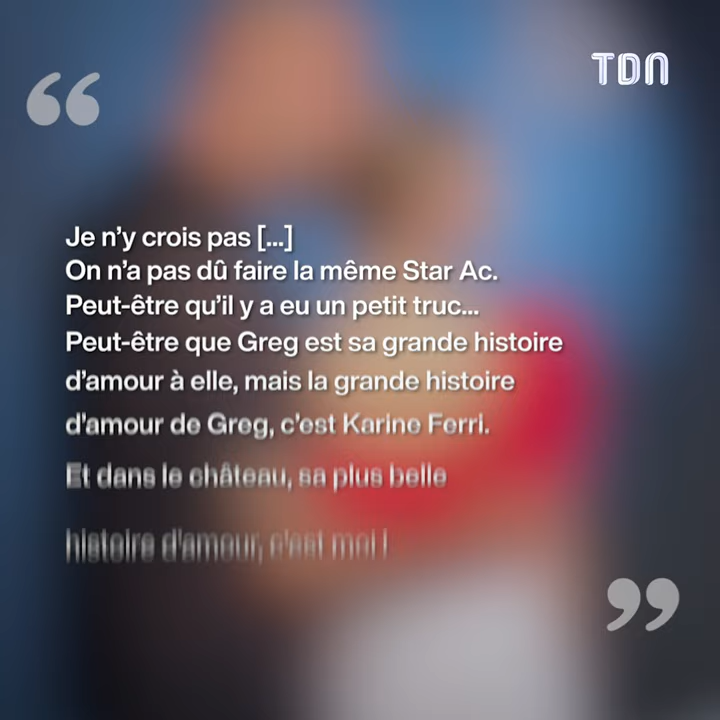 TDN
“
Je n’y crois pas [...]
On n’a pas dû faire la même Star Ac.
Peut-être qu’il y a eu un petit truc...
Peut-être que Greg est sa grande histoire
d’amour à elle, mais la grande histoire
d’amour de Greg, c’est Karine Ferri.
Et dans le château, sa plus belle
histoire d’amour, c’est moi !
”